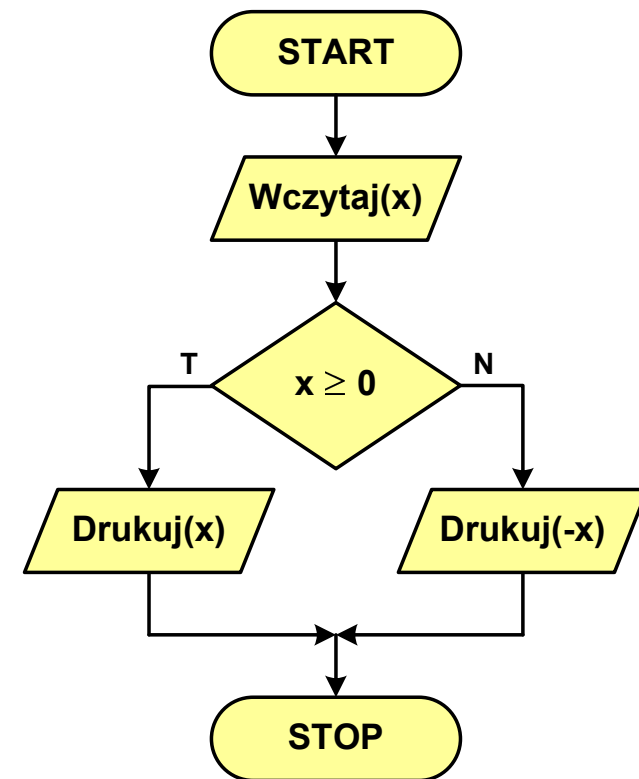 START
Wczytaj(x)
T
x ≥ 0
N
Drukuj(x)
Drukuj(-x)
STOP